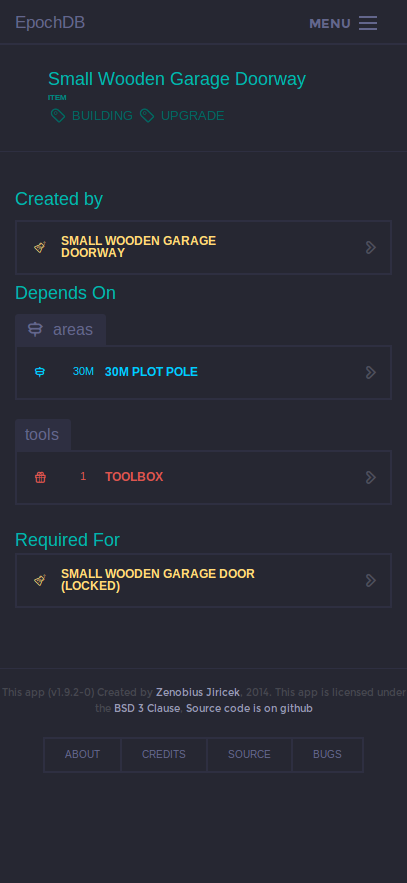 EpochDB
MENU
Small Wooden Garage Doorway
ITEM
BUILDING UPGRADE
Created by
SMALL WOODEN GARAGE
DOORWAY
Depends On
areas
30M 30M PLOT POLE
tools
1 TOOLBOX
Required For
SMALL WOODEN GARAGE DOOR
(LOCKED)
This app (v1.9.2-0) Created by Zenobius Jiricek, 2014. This app is licensed under
the BSD 3 Clause. Source code is on github
ABOUT CREDITS SOURCE BUGS